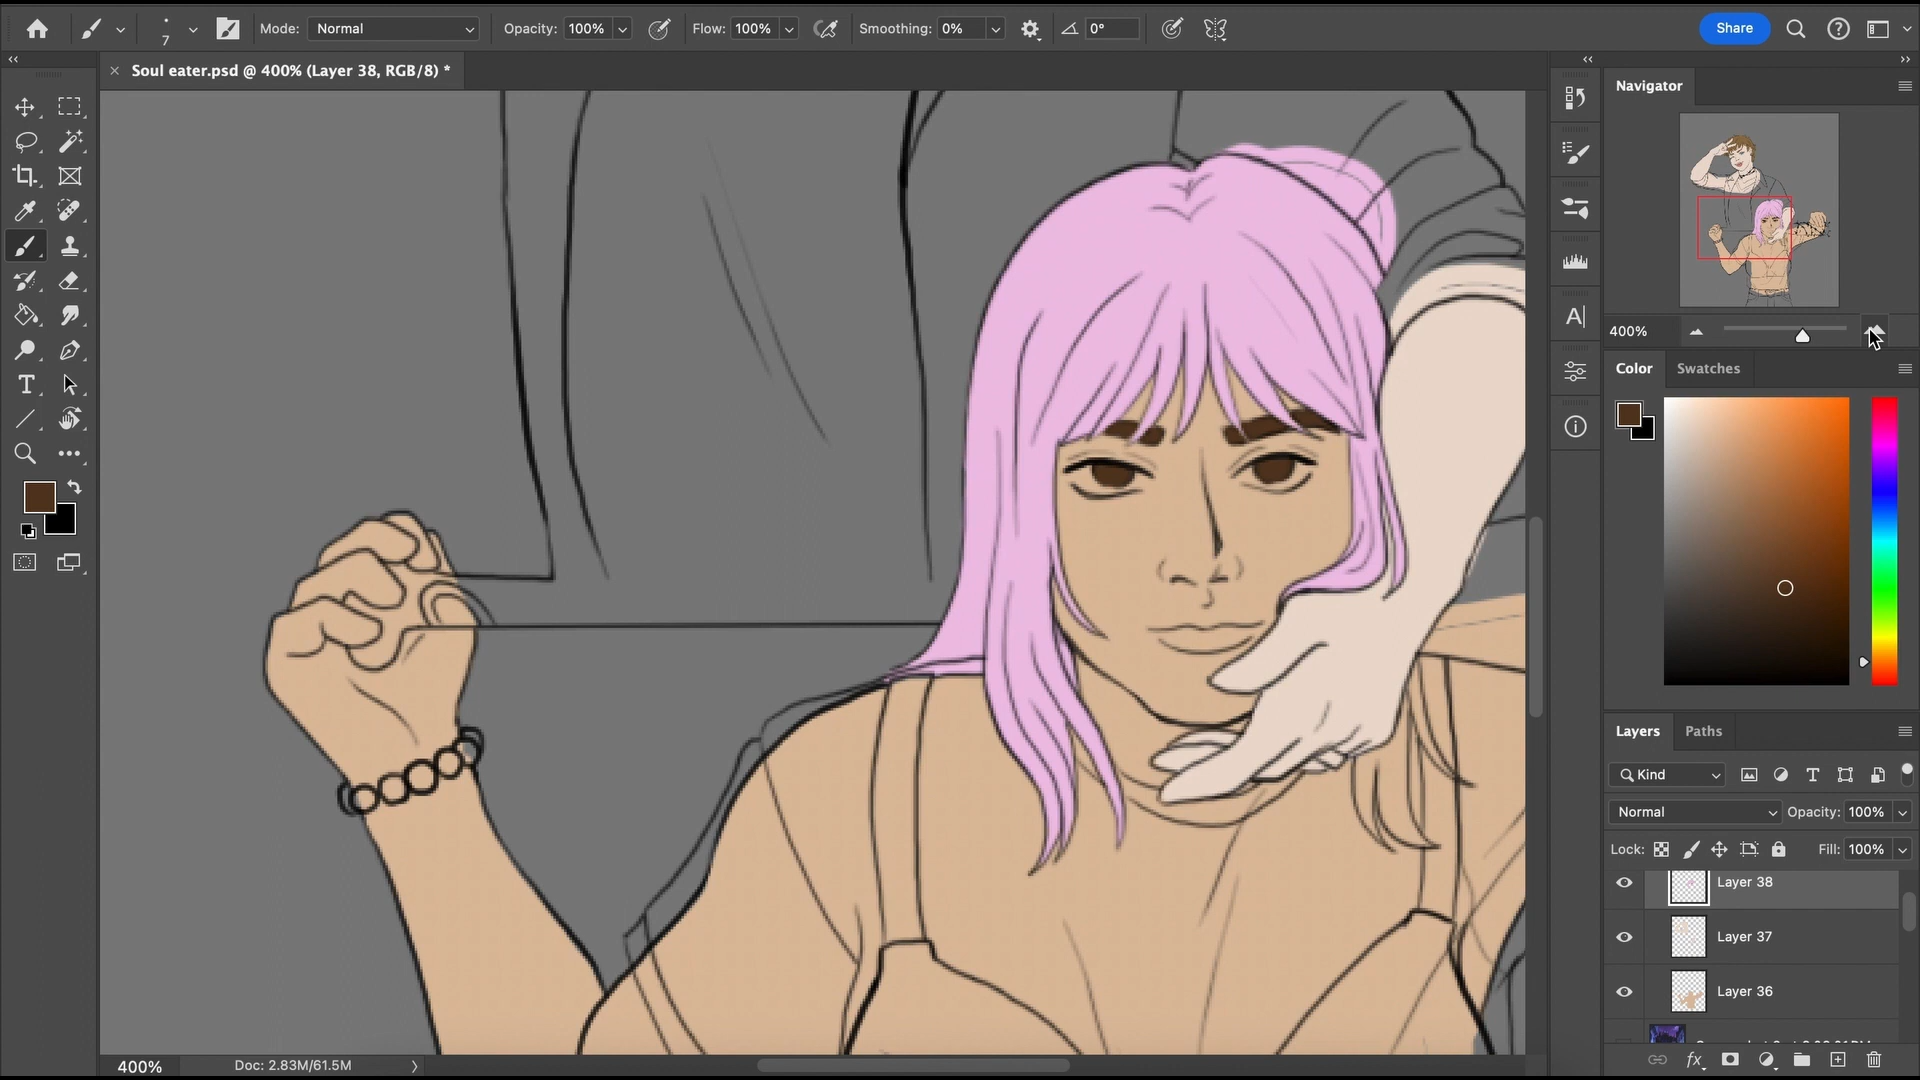 7
Mode: Normal
Opacity: 100%
Flow: 100%
Smoothing: 0%
0°
Share
Soul eater.psd @ 400% (Layer 38, RGB/8) *
Navigator
400%
Color
Swatches
Layers
Paths
Kind
Normal
Opacity: 100%
Lock:
Fill: 100%
Layer 38
Layer 37
Layer 36
400%
Doc: 2.83M/61.5M